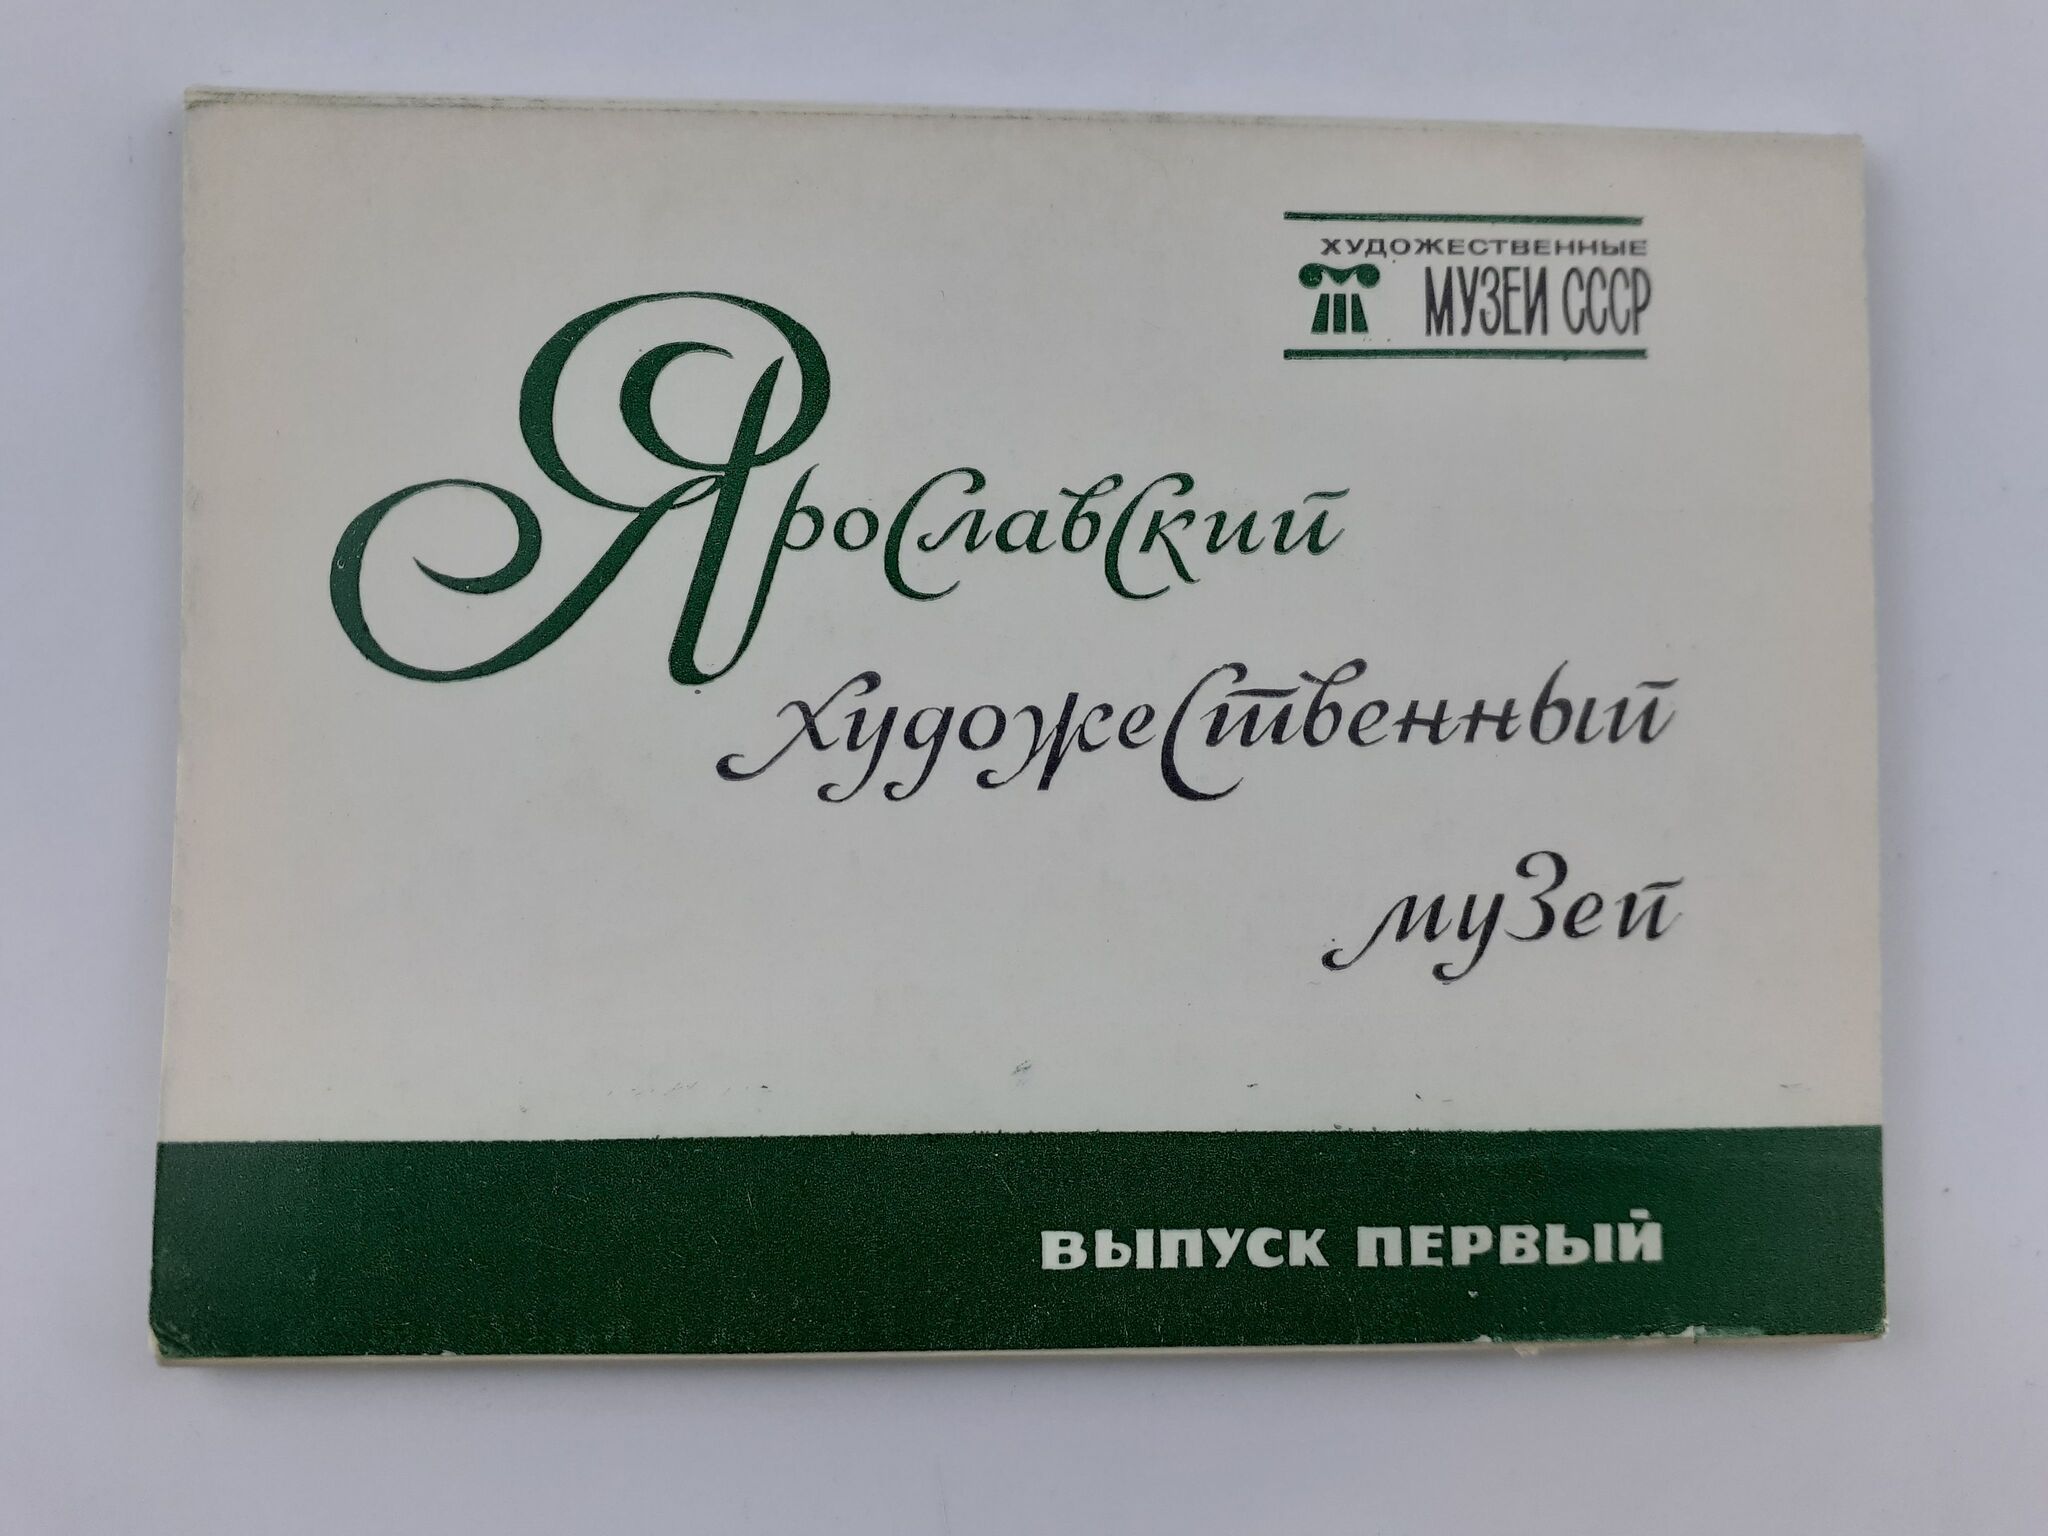 ХУДОЖЕСТВЕННЫЕ
МУЗЕИ СССР
Ярославский
художественный
музей
ВЫПУСК ПЕРВЫЙ